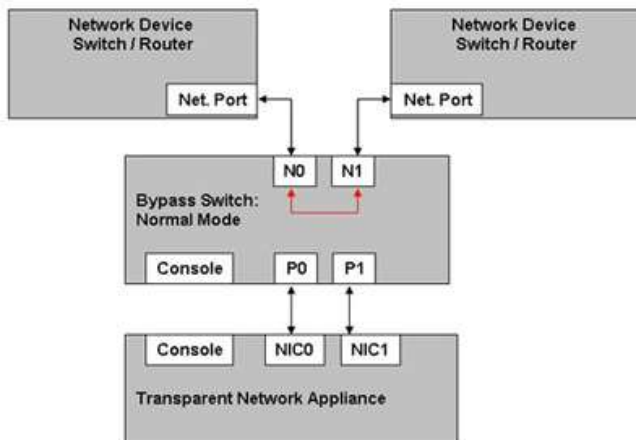 Network Device
Switch / Router
Network Device
Switch / Router
Net. Port
Net. Port
N0
N1
Bypass Switch:
Normal Mode
Console
P0
P1
Console
NIC0
NIC1
Transparent Network Appliance